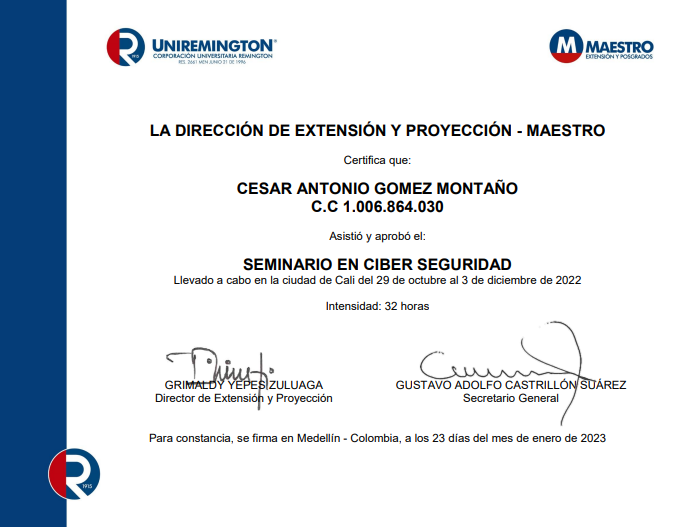 UNIREMINGTON®
CORPORACIÓN UNIVERSITARIA REMINGTON
RES. 2661 MEN JUNIO 21 DE 1996
1915
M MAESTRO
EXTENSIÓN Y POSGRADOS
LA DIRECCIÓN DE EXTENSIÓN Y PROYECCIÓN - MAESTRO
Certifica que:
CESAR ANTONIO GOMEZ MONTAÑO
C.C 1.006.864.030
Asistió y aprobó el:
SEMINARIO EN CIBER SEGURIDAD
Llevado a cabo en la ciudad de Cali del 29 de octubre al 3 de diciembre de 2022
Intensidad: 32 horas
GRIMALDY YEPES ZULUAGA
Director de Extensión y Proyección
GUSTAVO ADOLFO CASTRILLÓN SUÁREZ
Secretario General
Para constancia, se firma en Medellín - Colombia, a los 23 días del mes de enero de 2023
R 1915